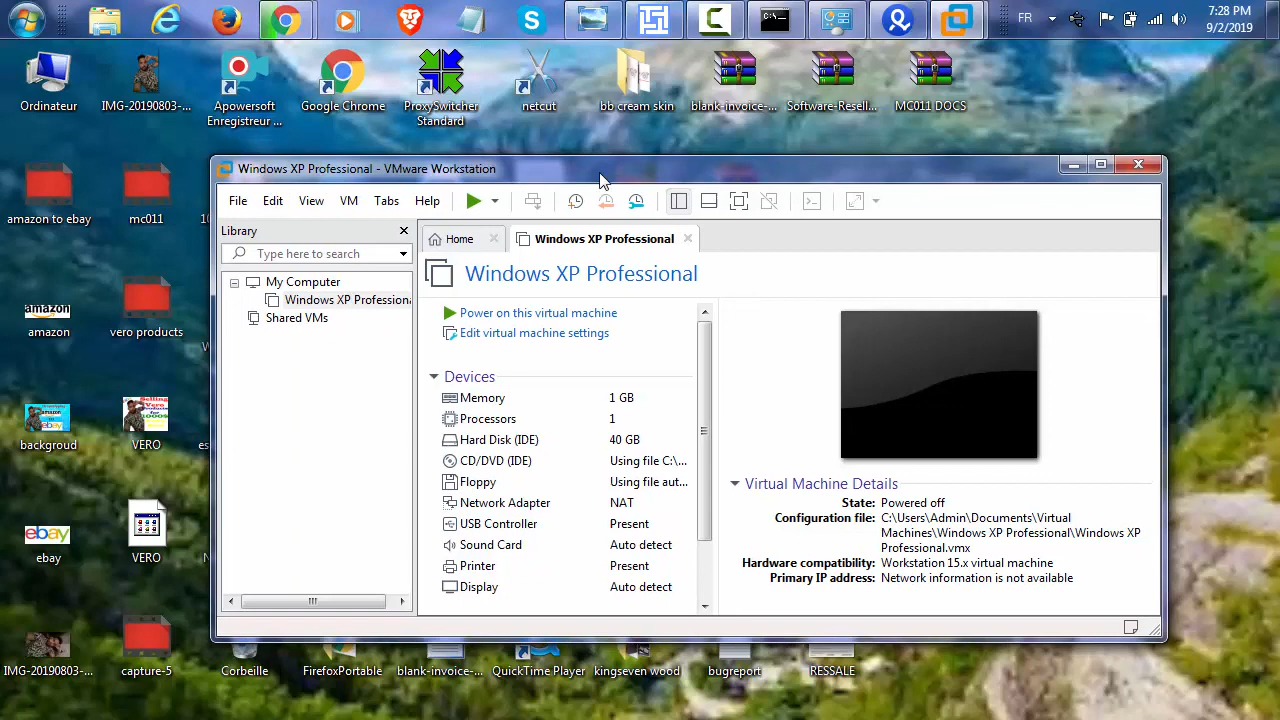 FR
7:28 PM
9/2/2019
Ordinateur
IMG-20190803-...
Apowersoft
Enregistreur ...
Google Chrome
ProxySwitcher
Standard
netcut
bb cream skin
blank-invoice-...
Software-Resell...
MC011 DOCS
amazon to ebay
mc011
amazon
vero products
backgroud
VERO
ebay
VERO
IMG-20190803-...
capture-5
Corbeille
FirefoxPortable
blank-invoice-...
QuickTime Player
kingseven wood
bugreport
RESSALE
Windows XP Professional - VMware Workstation
File Edit View VM Tabs Help
Library
Type here to search
My Computer
Windows XP Profession
Shared VMs
Home
Windows XP Professional
Windows XP Professional
Power on this virtual machine
Edit virtual machine settings
Devices
Memory 1 GB
Processors 1
Hard Disk (IDE) 40 GB
CD/DVD (IDE) Using file C:\...
Floppy Using file aut...
Network Adapter NAT
USB Controller Present
Sound Card Auto detect
Printer Present
Display Auto detect
Virtual Machine Details
State: Powered off
Configuration file: C:\Users\Admin\Documents\Virtual
Machines\Windows XP Professional\Windows XP
Professional.vmx
Hardware compatibility: Workstation 15.x virtual machine
Primary IP address: Network information is not available